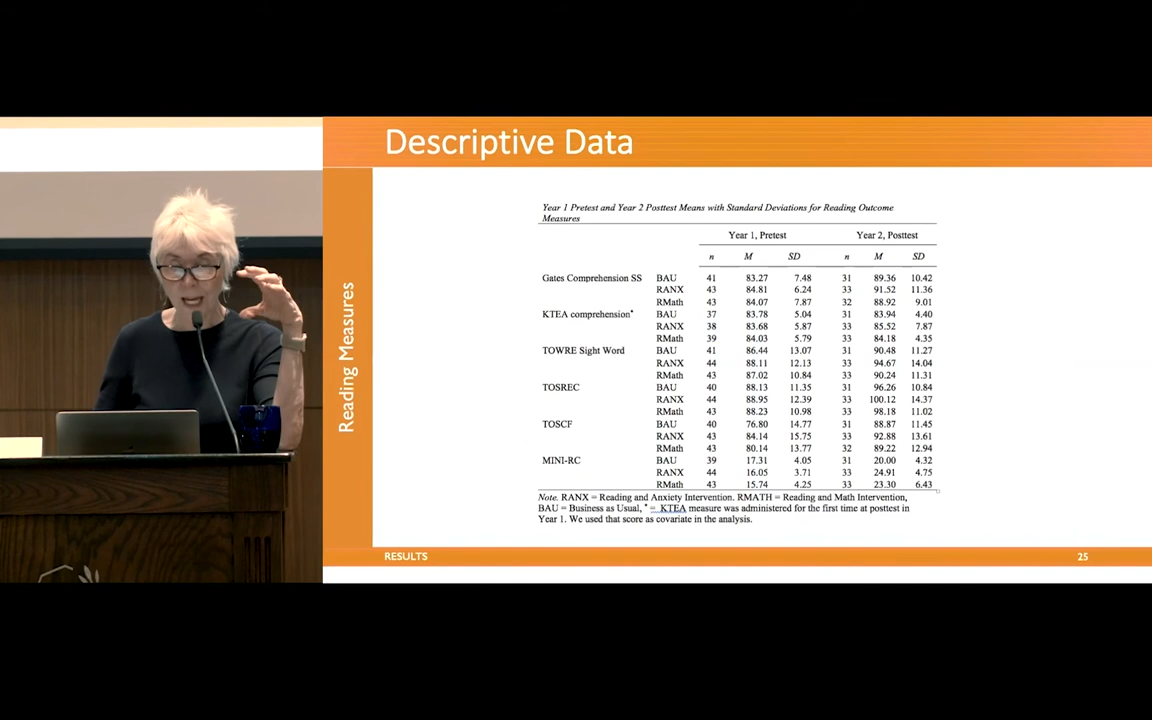 Descriptive Data
Reading Measures
Year 1 Pretest and Year 2 Posttest Means with Standard Deviations for Reading Outcome
Measures
Year 1, Pretest Year 2, Posttest
n M SD n M SD
Gates Comprehension SS BAU 41 83.27 7.48 31 89.36 10.42
RANX 43 84.81 6.24 33 91.52 11.36
RMath 43 84.07 7.87 32 88.92 9.01
KTEA comprehension* BAU 37 83.78 5.04 31 83.94 4.40
RANX 38 83.68 5.87 33 85.52 7.87
RMath 39 84.03 5.79 33 84.18 4.35
TOWRE Sight Word BAU 41 86.44 13.07 31 90.48 11.27
RANX 44 88.11 12.13 33 94.67 14.04
RMath 43 87.02 10.84 33 90.24 11.31
TOSREC BAU 40 88.13 11.35 31 96.26 10.84
RANX 44 88.95 12.39 33 100.12 14.37
RMath 43 88.23 10.98 33 98.18 11.02
TOSCF BAU 40 76.80 14.77 31 88.87 11.45
RANX 43 84.14 15.75 33 92.88 13.61
RMath 43 80.14 13.77 32 89.22 12.94
MINI-RC BAU 39 17.31 4.05 31 20.00 4.32
RANX 44 16.05 3.71 33 24.91 4.75
RMath 43 15.74 4.25 33 23.30 6.43
Note. RANX = Reading and Anxiety Intervention. RMATH = Reading and Math Intervention,
BAU = Business as Usual, * = KTEA measure was administered for the first time at posttest in
Year 1. We used that score as covariate in the analysis.
RESULTS 25